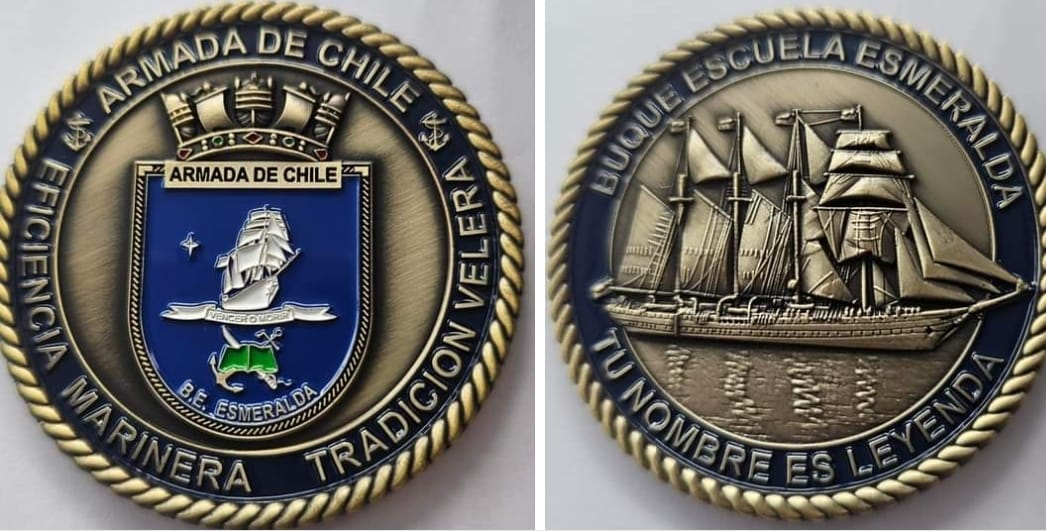 ARMADA DE CHILE
EFICIENCIA MARINERA
TRADICION VELERA
ARMADA DE CHILE
VENCER O MORIR
B.E. ESMERALDA
BUQUE ESCUELA ESMERALDA
TU NOMBRE ES LEYENDA